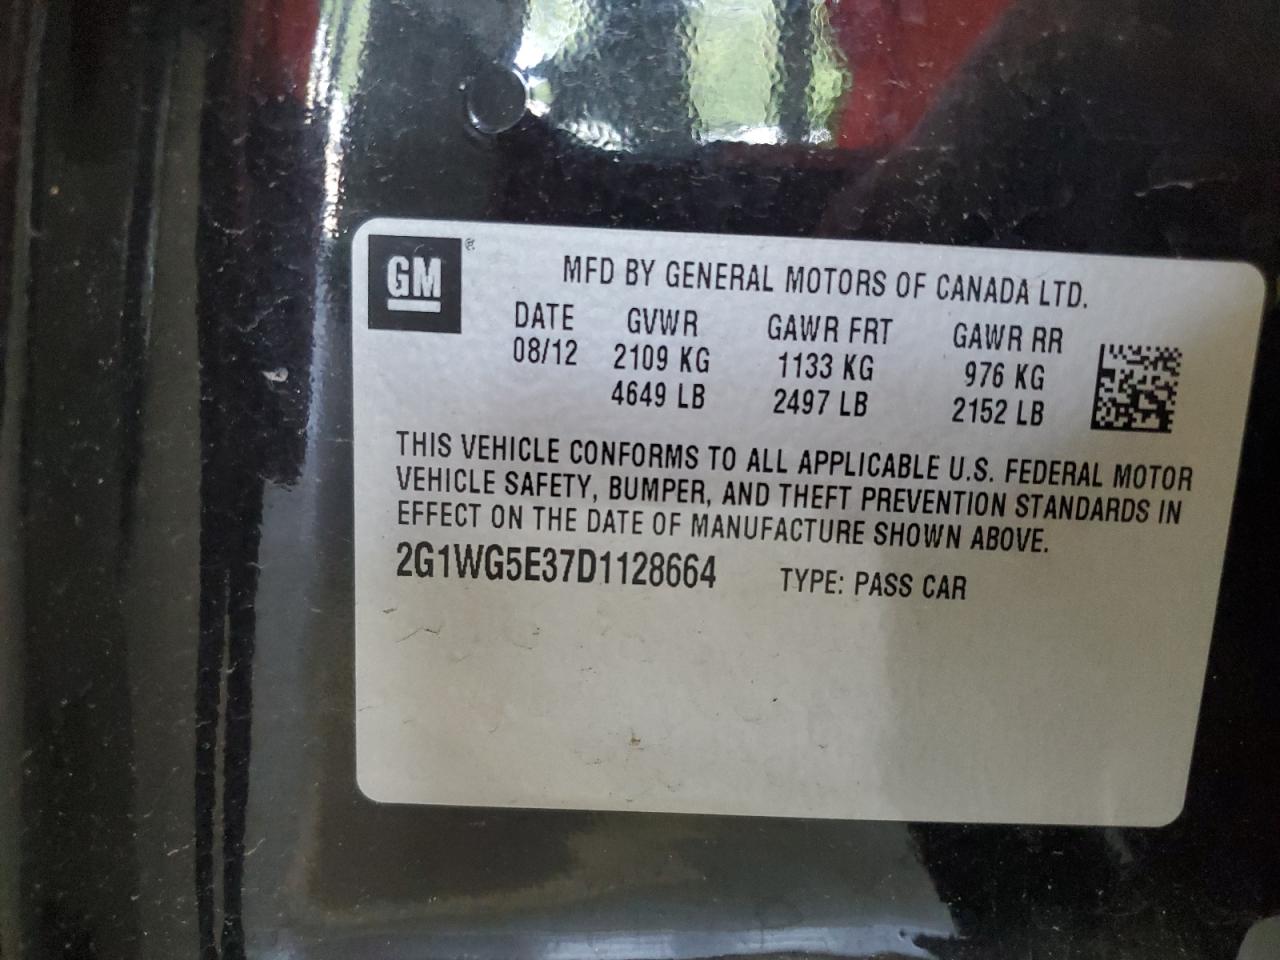 GM ®
MFD BY GENERAL MOTORS OF CANADA LTD.
DATE GVWR GAWR FRT GAWR RR
08/12 2109 KG 1133 KG 976 KG
4649 LB 2497 LB 2152 LB
THIS VEHICLE CONFORMS TO ALL APPLICABLE U.S. FEDERAL MOTOR
VEHICLE SAFETY, BUMPER, AND THEFT PREVENTION STANDARDS IN
EFFECT ON THE DATE OF MANUFACTURE SHOWN ABOVE.
2G1WG5E37D1128664 TYPE: PASS CAR